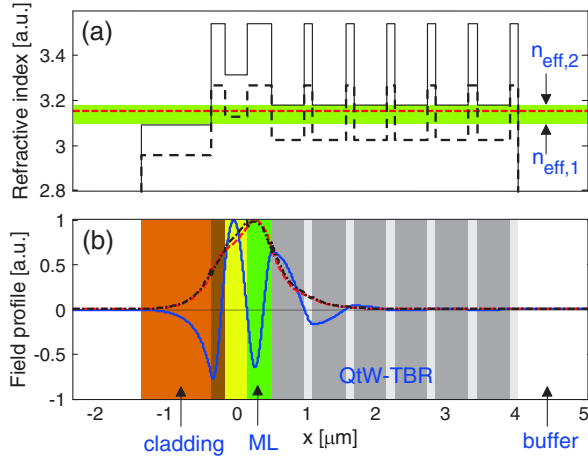 (a)
Refractive index [a.u.]
3.4
3.2
3
2.8
n_eff,2
n_eff,1
(b)
Field profile [a.u.]
1
0.5
0
-0.5
-1
QtW-TBR
-2 -1 0 1 2 3 4 5
cladding ML x [μm] buffer